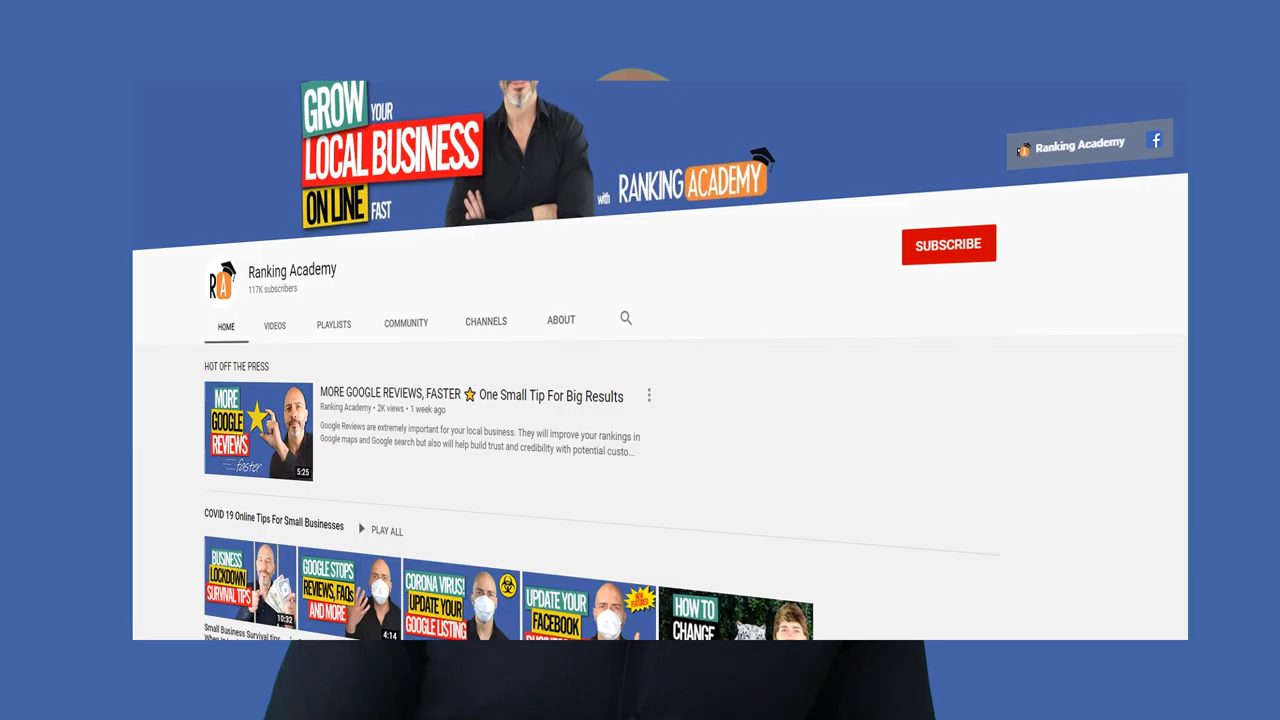 GROW YOUR
LOCAL BUSINESS
ONLINE FAST
with RANKING ACADEMY
Ranking Academy f
SUBSCRIBE
RA
Ranking Academy
117K subscribers
HOME VIDEOS PLAYLISTS COMMUNITY CHANNELS ABOUT
HOT OFF THE PRESS
MORE
GOOGLE
REVIEWS
faster
5:25
MORE GOOGLE REVIEWS, FASTER ⭐ One Small Tip For Big Results
Ranking Academy • 2K views • 1 week ago
Google Reviews are extremely important for your local business. They will improve your rankings in
Google maps and Google search but also will help build trust and credibility with potential custo...
COVID 19 Online Tips For Small Businesses PLAY ALL
BUSINESS
LOCKDOWN
SURVIVAL TIPS
10:32
GOOGLE STOPS
REVIEWS, FAQs
AND MORE
4:14
CORONA VIRUS!
UPDATE YOUR
GOOGLE LISTING
UPDATE YOUR
FACEBOOK
HOW TO
CHANGE
Small Business Survival tips